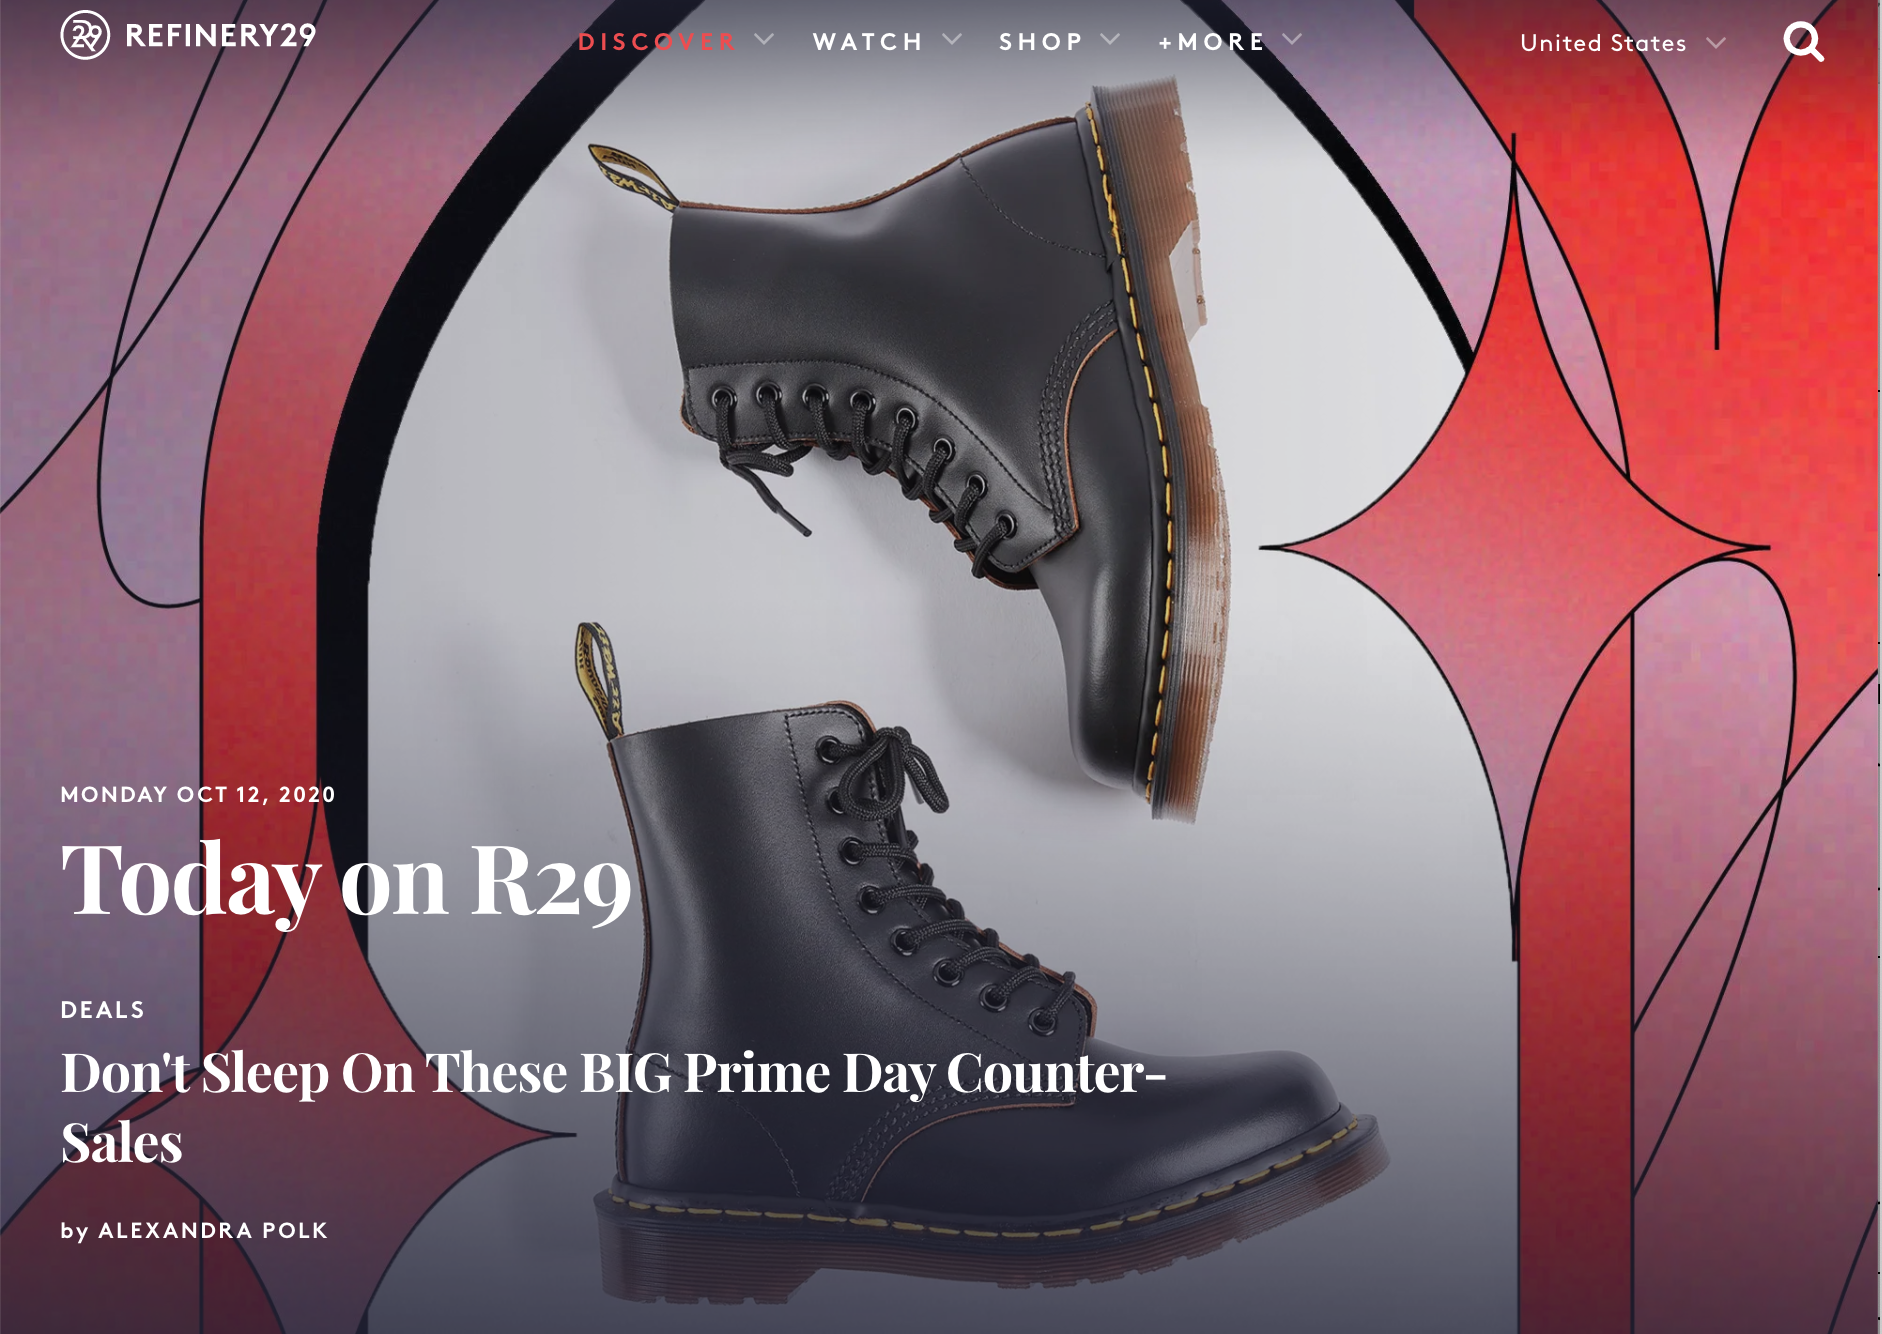 REFINERY29
DISCOVER WATCH SHOP +MORE
United States
MONDAY OCT 12, 2020
Today on R29
DEALS
Don't Sleep On These BIG Prime Day Counter-
Sales
by ALEXANDRA POLK